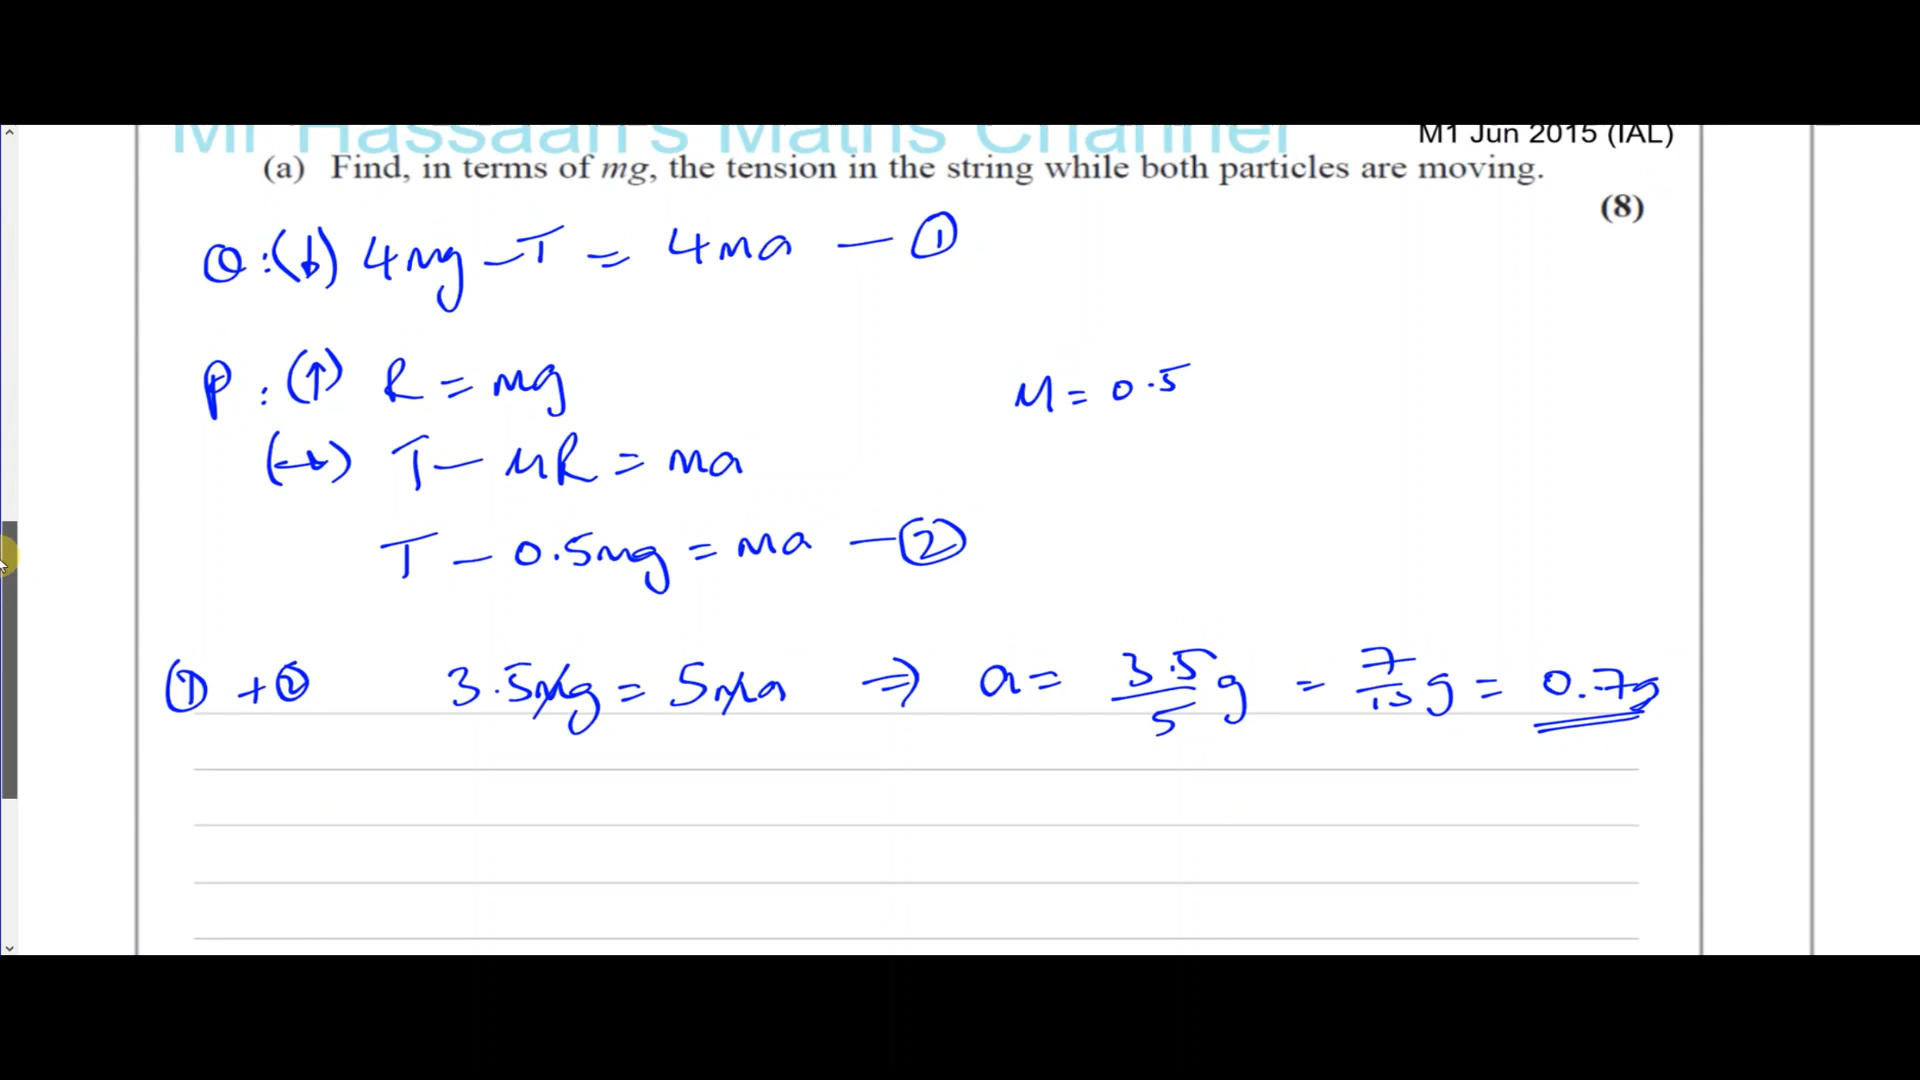 Mr Hassaan's Maths Channel
M1 Jun 2015 (IAL)
(a) Find, in terms of mg, the tension in the string while both particles are moving.
(8)
Q:(↓) 4mg - T = 4ma — ①
P:(↑) R = mg
μ = 0.5
(→) T - μR = ma
T - 0.5mg = ma — ②
① + ② 3.5mg = 5ma ⇒ a = 3.5/5 g = 7/10 g = 0.7g